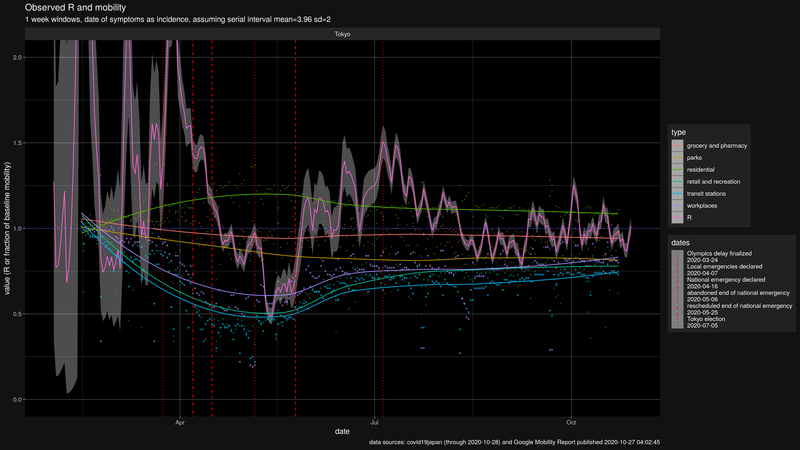 Observed R and mobility
1 week windows, date of symptoms as incidence, assuming serial interval mean=3.96 sd=2
Tokyo
2.0
1.5
1.0
0.5
0.0
value (R or fraction of baseline mobility)
Apr
Jul
Oct
date
type
grocery and pharmacy
parks
residential
retail and recreation
transit stations
workplaces
R
dates
Olympics delay finalized
2020-03-24
Local emergencies declared
2020-04-07
National emergency declared
2020-04-16
abandoned end of national emergency
2020-05-06
rescheduled end of national emergency
2020-05-25
Tokyo election
2020-07-05
data sources: covid19japan (through 2020-10-28) and Google Mobility Report published 2020-10-27 04:02:45